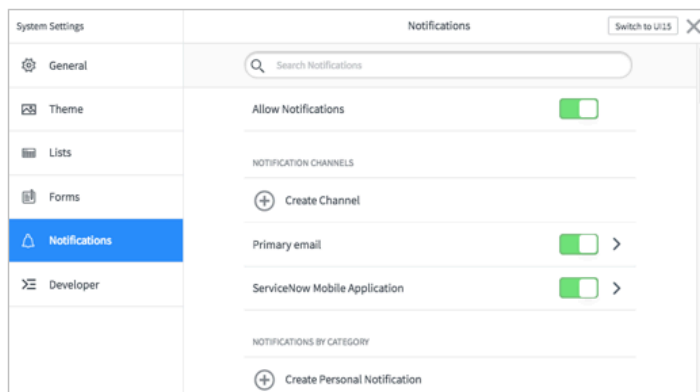 System Settings
Notifications
Switch to UI15
General
Theme
Lists
Forms
Notifications
Developer
Search Notifications
Allow Notifications
NOTIFICATION CHANNELS
Create Channel
Primary email
ServiceNow Mobile Application
NOTIFICATIONS BY CATEGORY
Create Personal Notification